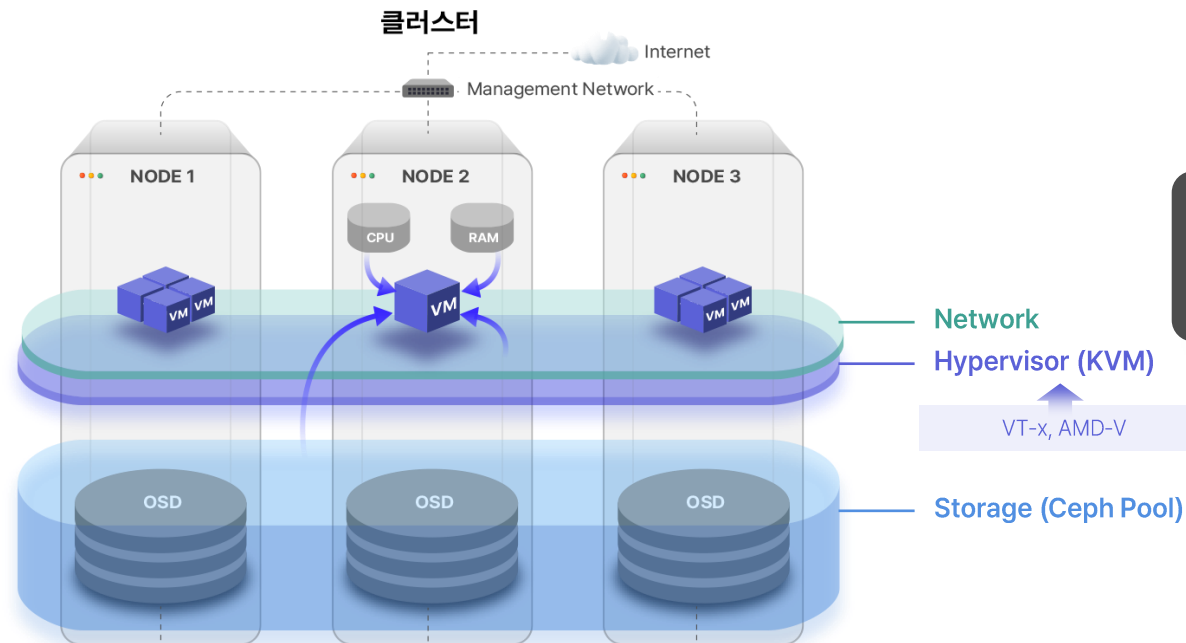 클러스터
Internet
Management Network
NODE 1
NODE 2
NODE 3
CPU
RAM
VM
VM
VM
VM
VM
Network
Hypervisor (KVM)
VT-x, AMD-V
OSD
OSD
OSD
Storage (Ceph Pool)